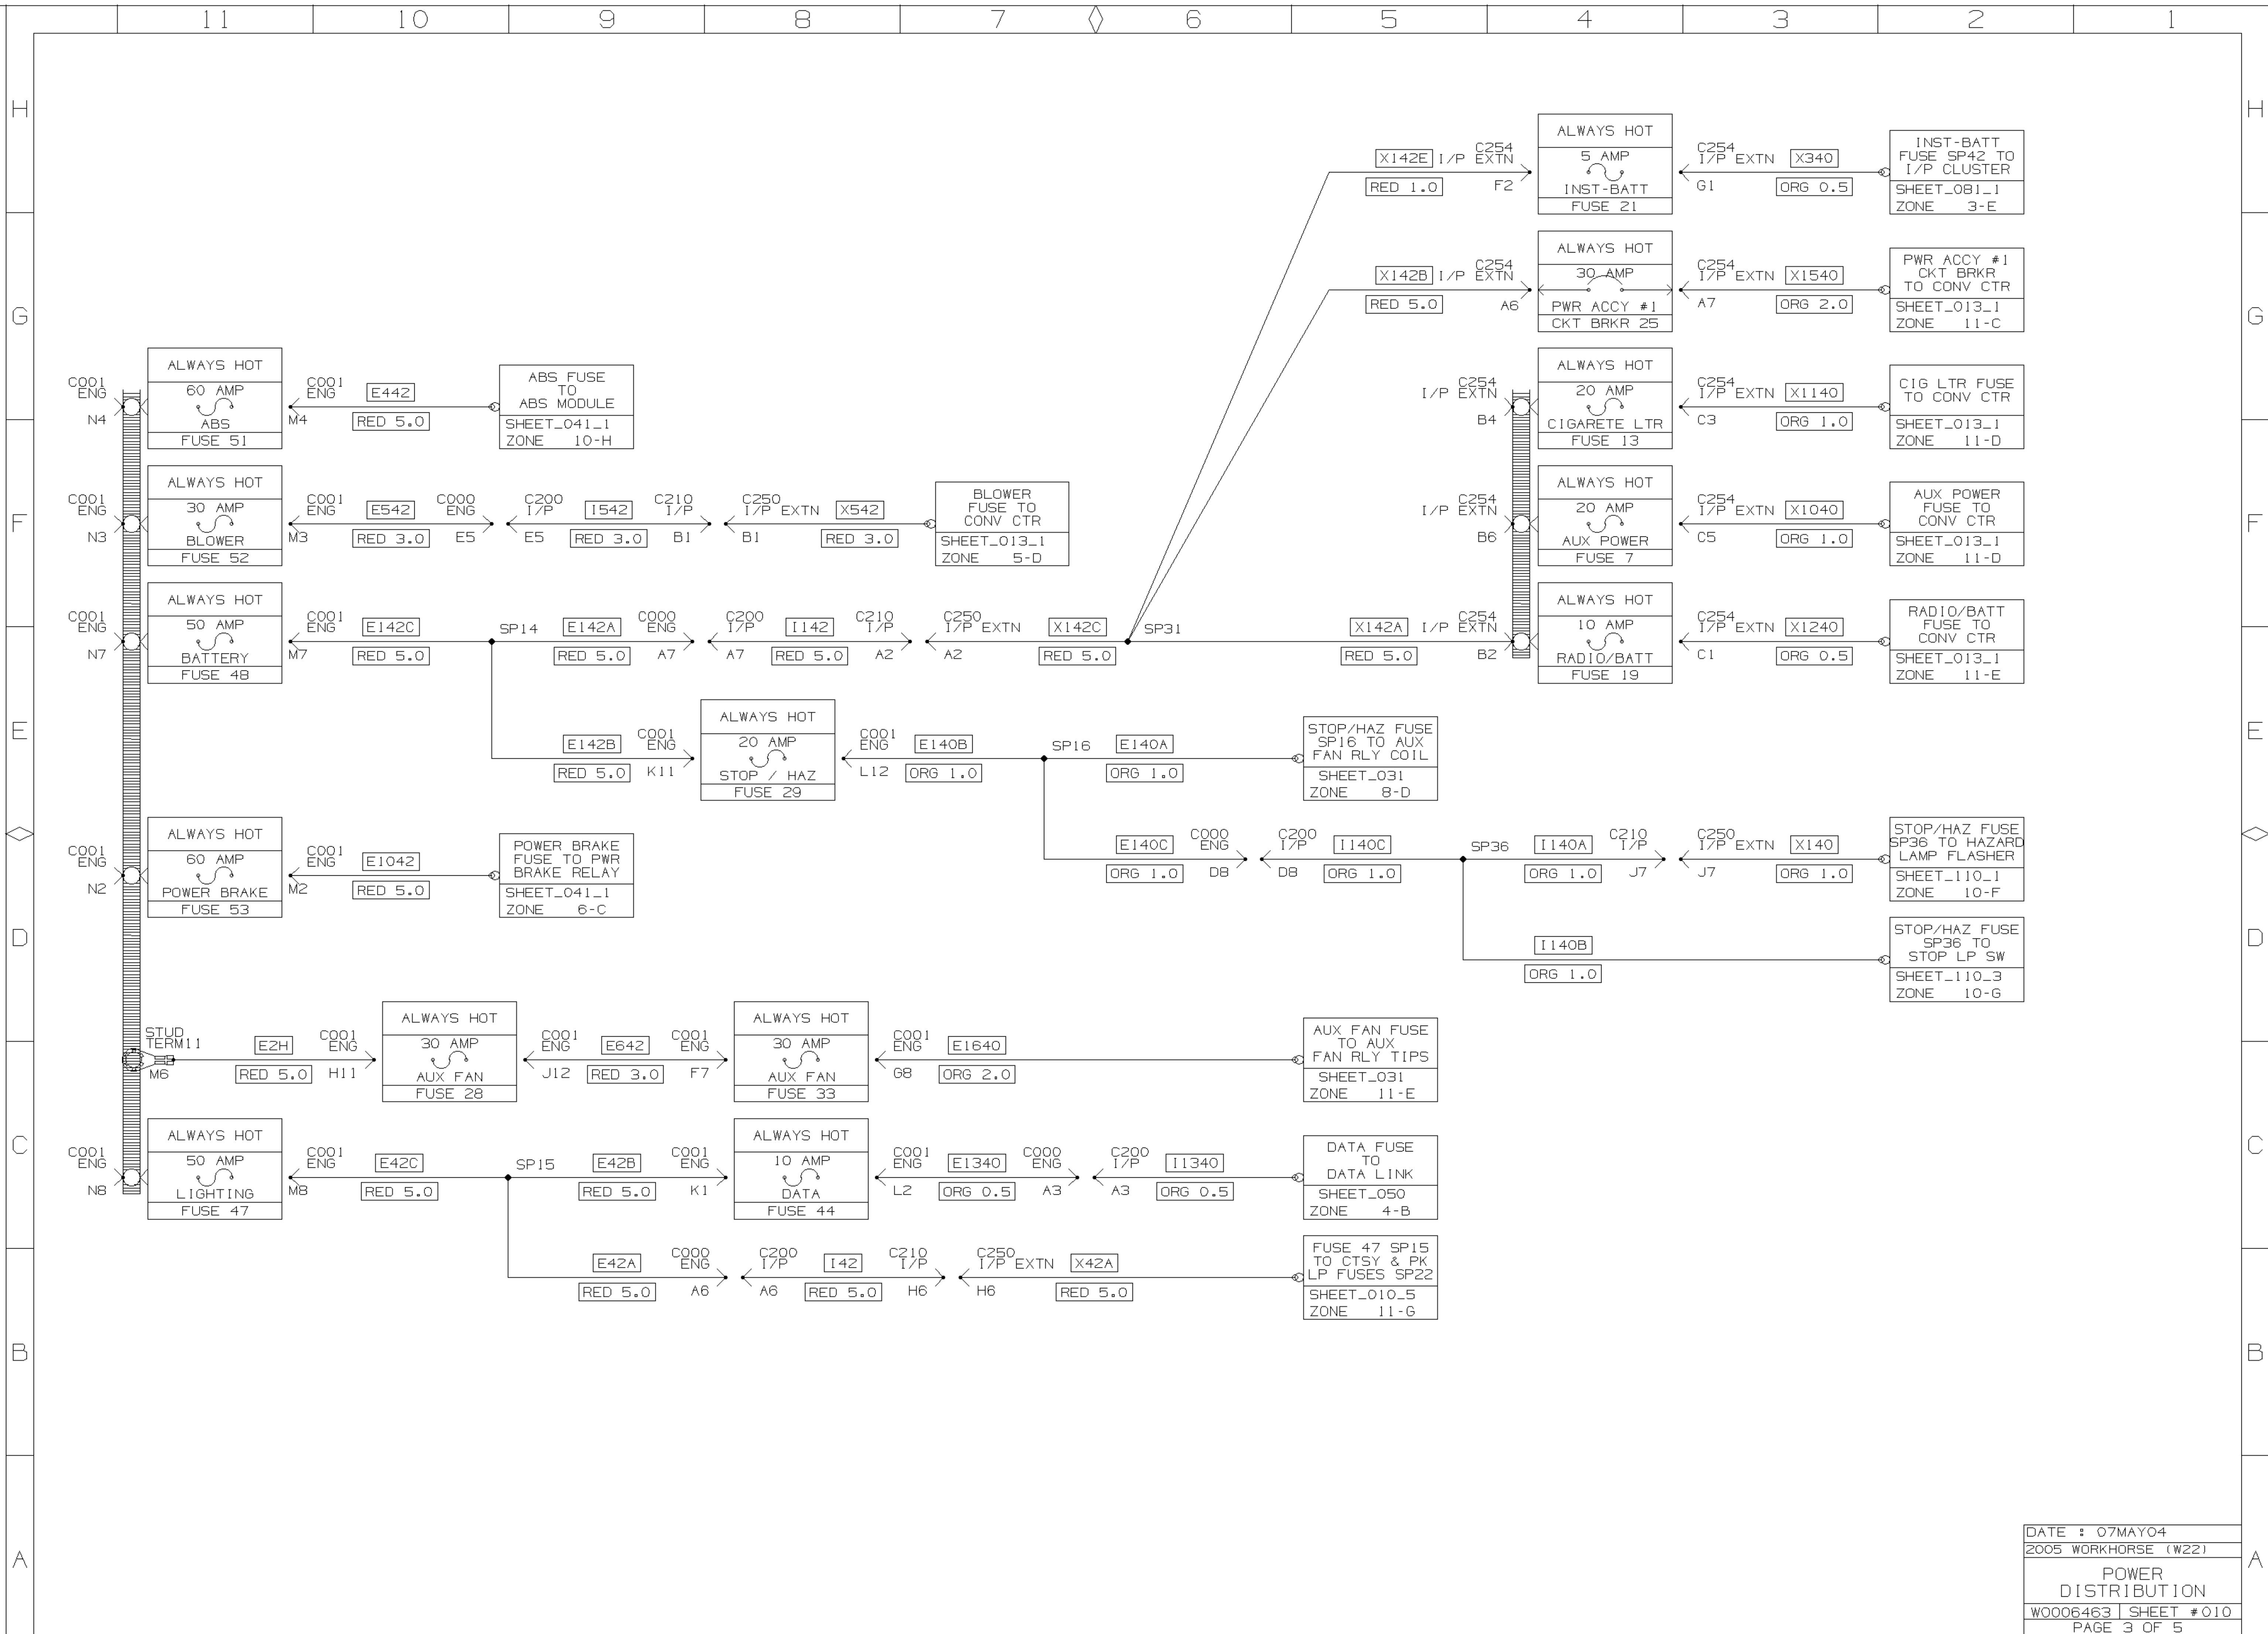 11 10 9 8 7 6 5 4 3 2 1
H H
G G
F F
E E
D D
C C
B B
A A
X142E I/P C254
EXTN
RED 1.0 F2
ALWAYS HOT
5 AMP
INST-BATT
FUSE 21
C254
I/P EXTN X340
G1 ORG 0.5
INST-BATT
FUSE SP42 TO
I/P CLUSTER
SHEET_081_1
ZONE 3-E
X142B I/P C254
EXTN
RED 5.0 A6
ALWAYS HOT
30 AMP
PWR ACCY #1
CKT BRKR 25
C254
I/P EXTN X1540
A7 ORG 2.0
PWR ACCY #1
CKT BRKR
TO CONV CTR
SHEET_013_1
ZONE 11-C
C001
ENG
N4
ALWAYS HOT
60 AMP
ABS
FUSE 51
C001
ENG E442
M4 RED 5.0
ABS FUSE
TO
ABS MODULE
SHEET_041_1
ZONE 10-H
C254
I/P EXTN
B4
ALWAYS HOT
20 AMP
CIGARETE LTR
FUSE 13
C254
I/P EXTN X1140
C3 ORG 1.0
CIG LTR FUSE
TO CONV CTR
SHEET_013_1
ZONE 11-D
C001
ENG
N3
ALWAYS HOT
30 AMP
BLOWER
FUSE 52
C001
ENG E542 C000
ENG
M3 RED 3.0 E5
C200
I/P I542 C210
I/P
E5 RED 3.0 B1
C250
I/P EXTN X542
B1 RED 3.0
BLOWER
FUSE TO
CONV CTR
SHEET_013_1
ZONE 5-D
C254
I/P EXTN
B6
ALWAYS HOT
20 AMP
AUX POWER
FUSE 7
C254
I/P EXTN X1040
C5 ORG 1.0
AUX POWER
FUSE TO
CONV CTR
SHEET_013_1
ZONE 11-D
C001
ENG
N7
ALWAYS HOT
50 AMP
BATTERY
FUSE 48
C001
ENG E142C
M7 RED 5.0
SP14 E142A C000
ENG
RED 5.0 A7
C200
I/P I142 C210
I/P
A7 RED 5.0 A2
C250
I/P EXTN X142C
A2 RED 5.0
SP31
X142A I/P C254
EXTN
RED 5.0 B2
ALWAYS HOT
10 AMP
RADIO/BATT
FUSE 19
C254
I/P EXTN X1240
C1 ORG 0.5
RADIO/BATT
FUSE TO
CONV CTR
SHEET_013_1
ZONE 11-E
E142B C001
ENG
RED 5.0 K11
ALWAYS HOT
20 AMP
STOP / HAZ
FUSE 29
C001
ENG E140B
L12 ORG 1.0
SP16 E140A
ORG 1.0
STOP/HAZ FUSE
SP16 TO AUX
FAN RLY COIL
SHEET_031
ZONE 8-D
C001
ENG
N2
ALWAYS HOT
60 AMP
POWER BRAKE
FUSE 53
C001
ENG E1042
M2 RED 5.0
POWER BRAKE
FUSE TO PWR
BRAKE RELAY
SHEET_041_1
ZONE 6-C
E140C C000
ENG
ORG 1.0 D8
C200
I/P I140C
D8 ORG 1.0
SP36 I140A C210
I/P
ORG 1.0 J7
C250
I/P EXTN X140
J7 ORG 1.0
STOP/HAZ FUSE
SP36 TO HAZARD
LAMP FLASHER
SHEET_110_1
ZONE 10-F
I140B
ORG 1.0
STOP/HAZ FUSE
SP36 TO
STOP LP SW
SHEET_110_3
ZONE 10-G
STUD
TERM11
M6
E2H C001
ENG
RED 5.0 H11
ALWAYS HOT
30 AMP
AUX FAN
FUSE 28
C001
ENG E642 C001
ENG
J12 RED 3.0 F7
ALWAYS HOT
30 AMP
AUX FAN
FUSE 33
C001
ENG E1640
G8 ORG 2.0
AUX FAN FUSE
TO AUX
FAN RLY TIPS
SHEET_031
ZONE 11-E
C001
ENG
N8
ALWAYS HOT
50 AMP
LIGHTING
FUSE 47
C001
ENG E42C
M8 RED 5.0
SP15 E42B C001
ENG
RED 5.0 K1
ALWAYS HOT
10 AMP
DATA
FUSE 44
C001
ENG E1340 C000
ENG
L2 ORG 0.5 A3
C200
I/P I1340
A3 ORG 0.5
DATA FUSE
TO
DATA LINK
SHEET_050
ZONE 4-B
E42A C000
ENG
RED 5.0 A6
C200
I/P I42 C210
I/P
A6 RED 5.0 H6
C250
I/P EXTN X42A
H6 RED 5.0
FUSE 47 SP15
TO CTSY & PK
LP FUSES SP22
SHEET_010_5
ZONE 11-G
DATE : 07MAY04
2005 WORKHORSE (W22)
POWER
DISTRIBUTION
W0006463 SHEET #010
PAGE 3 OF 5